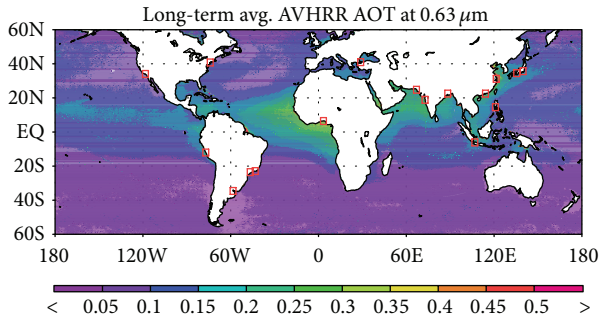 Long-term avg. AVHRR AOT at 0.63 μm
60N
40N
20N
EQ
20S
40S
60S
180 120W 60W 0 60E 120E 180
< 0.05 0.1 0.15 0.2 0.25 0.3 0.35 0.4 0.45 0.5 >